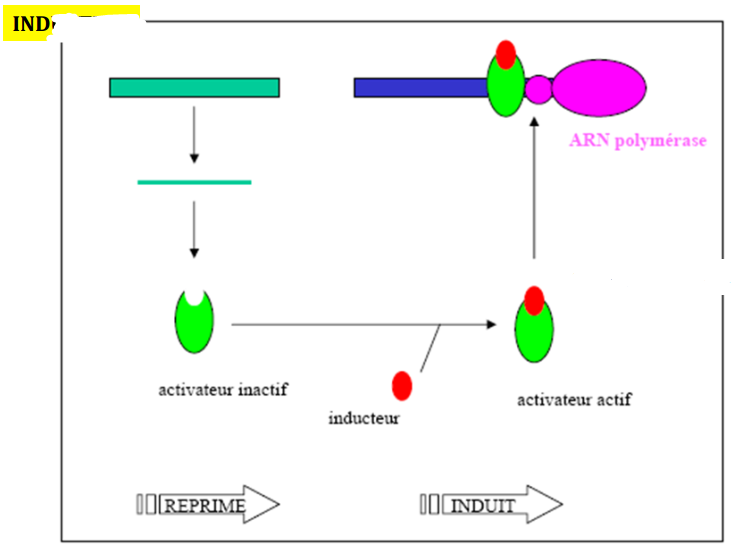 ARN polymérase
activateur inactif
inducteur
activateur actif
REPRIME
INDUIT